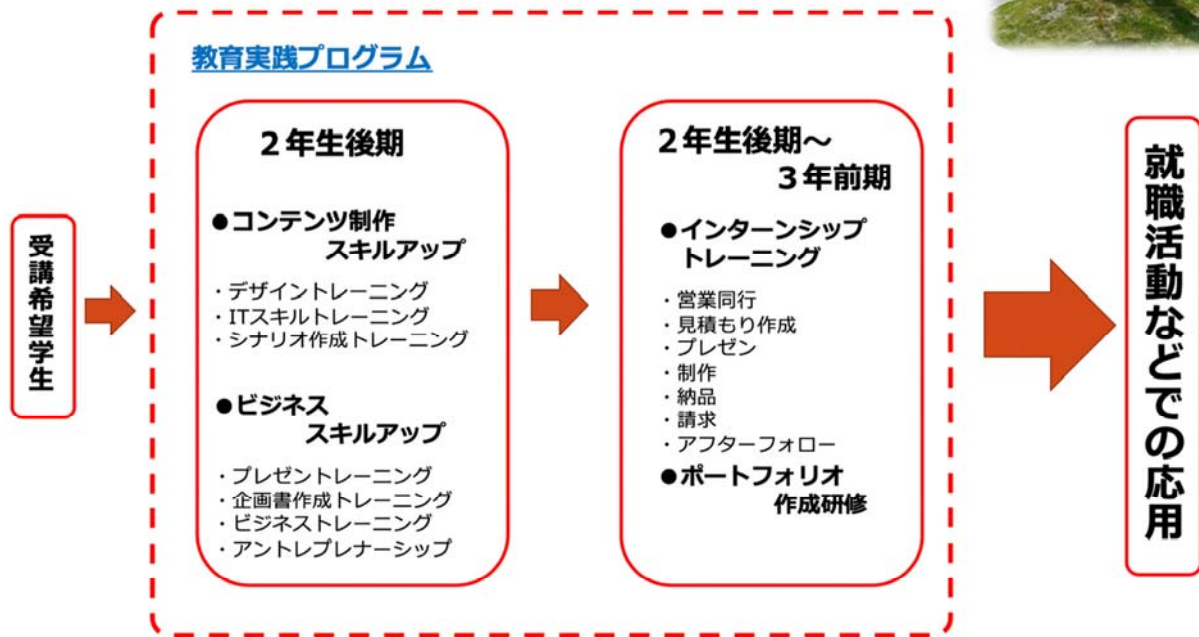 教育実践プログラム
受講希望学生
２年生後期
●コンテンツ制作
スキルアップ
・デザイントレーニング
・ITスキルトレーニング
・シナリオ作成トレーニング
●ビジネス
スキルアップ
・プレゼントレーニング
・企画書作成トレーニング
・ビジネストレーニング
・アントレプレナーシップ
２年生後期～
３年前期
●インターンシップ
トレーニング
・営業同行
・見積もり作成
・プレゼン
・制作
・納品
・請求
・アフターフォロー
●ポートフォリオ
作成研修
就職活動などでの応用